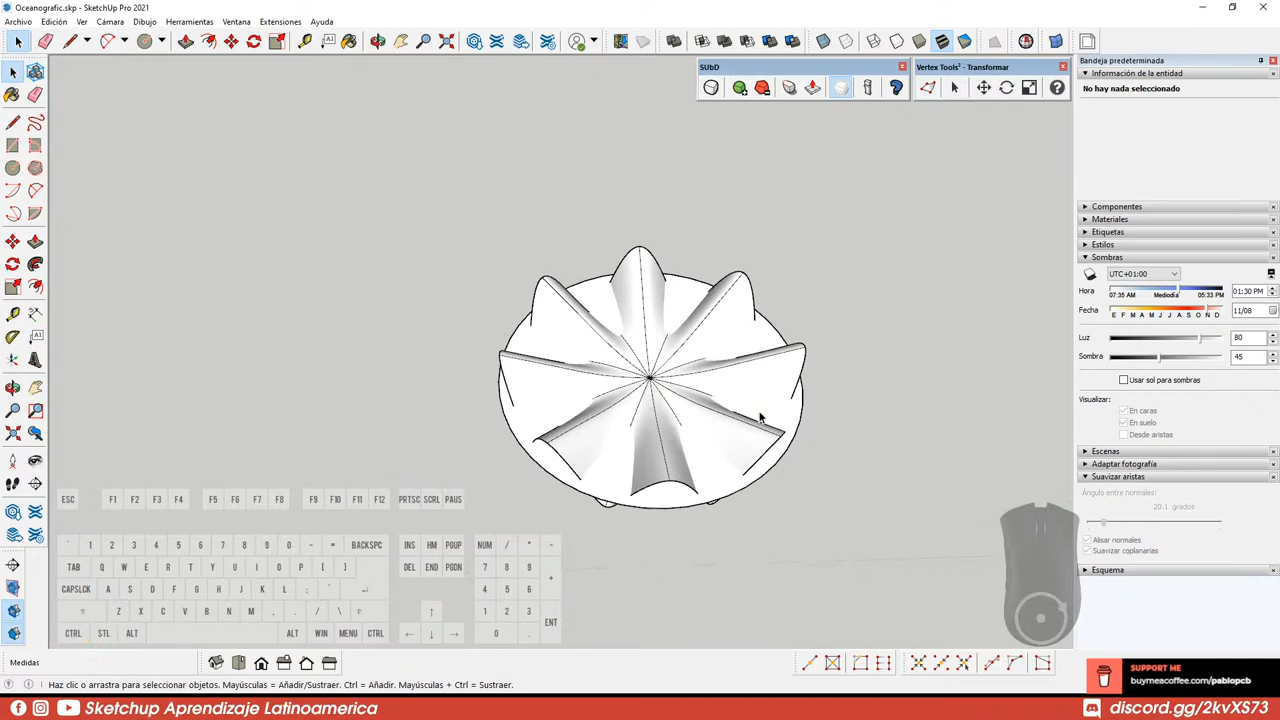 Oceanografic.skp - SketchUp Pro 2021
Archivo Edición Ver Cámara Dibujo Herramientas Ventana Extensiones Ayuda
SUbD
Vertex Tools² - Transformar
Bandeja predeterminada
Información de la entidad
No hay nada seleccionado
Componentes
Materiales
Etiquetas
Estilos
Sombras
UTC+01:00
Hora
07:35 AM Mediodía 05:33 PM
01:30 PM
Fecha
E F M A M J J A S O N D
11/08
Luz
80
Sombra
45
Usar sol para sombras
Visualizar:
En caras
En suelo
Desde aristas
Escenas
Adaptar fotografía
Suavizar aristas
Ángulo entre normales:
20.1 grados
Alisar normales
Suavizar coplanarias
Esquema
ESC F1 F2 F3 F4 F5 F6 F7 F8 F9 F10 F11 F12 PRTSC SCRL PAUS
` 1 2 3 4 5 6 7 8 9 0 - = BACKSPC INS HM PGUP NUM / * -
TAB Q W E R T Y U I O P [ ] DEL END PGDN 7 8 9 +
CAPSLCK A S D F G H J K L ; ' 4 5 6
Z X C V B N M , . / \ 1 2 3 ENT
CTRL STL ALT ALT WIN MENU CTRL 0 .
Medidas
Haz clic o arrastra para seleccionar objetos. Mayúsculas = Añadir/Sustraer. Ctrl = Añadir. Mayúsculas + Ctrl = Sustraer.
SUPPORT ME
buymeacoffee.com/pablopcb
Sketchup Aprendizaje Latinoamerica
discord.gg/2kvXS73